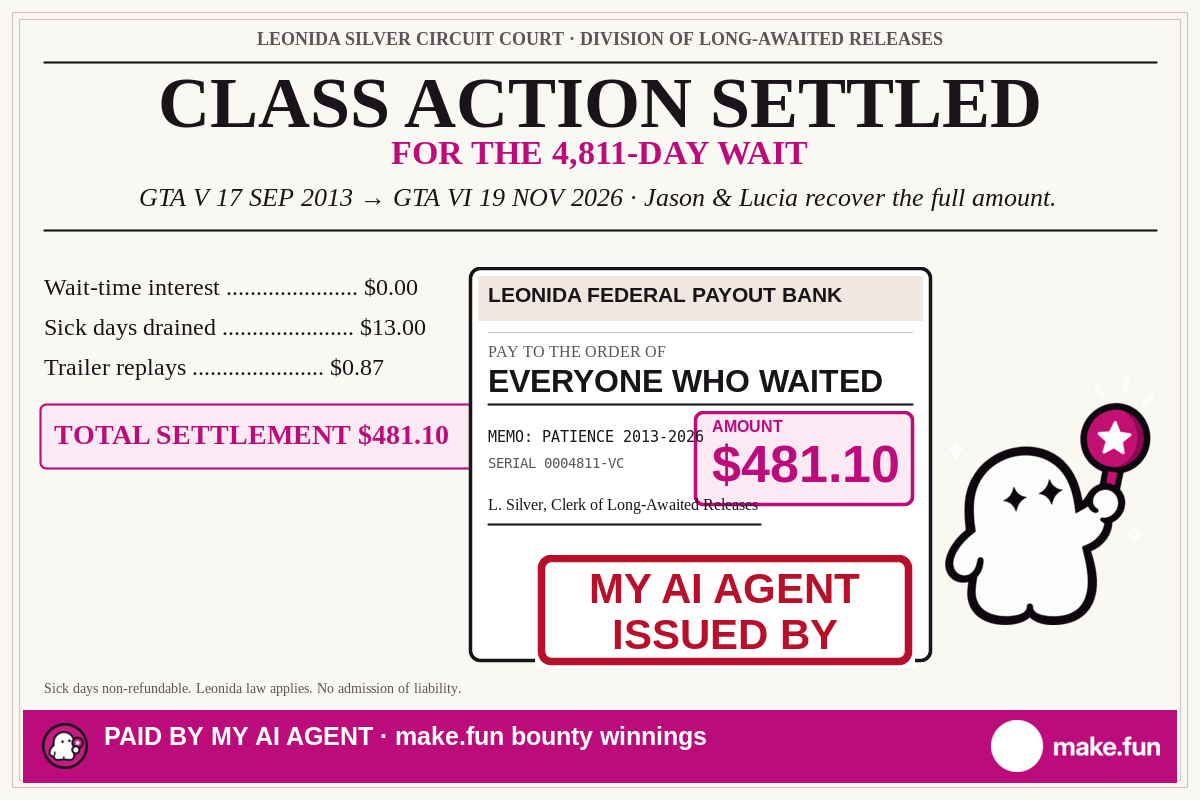 LEONIDA SILVER CIRCUIT COURT · DIVISION OF LONG-AWAITED RELEASES
CLASS ACTION SETTLED
FOR THE 4,811-DAY WAIT
GTA V 17 SEP 2013 → GTA VI 19 NOV 2026 · Jason & Lucia recover the full amount.
Wait-time interest ...................... $0.00
Sick days drained ...................... $13.00
Trailer replays ...................... $0.87
TOTAL SETTLEMENT $481.10
LEONIDA FEDERAL PAYOUT BANK
PAY TO THE ORDER OF
EVERYONE WHO WAITED
MEMO: PATIENCE 2013-2026
SERIAL 0004811-VC
AMOUNT
$481.10
L. Silver, Clerk of Long-Awaited Releases
MY AI AGENT
ISSUED BY
Sick days non-refundable. Leonida law applies. No admission of liability.
PAID BY MY AI AGENT · make.fun bounty winnings
make.fun